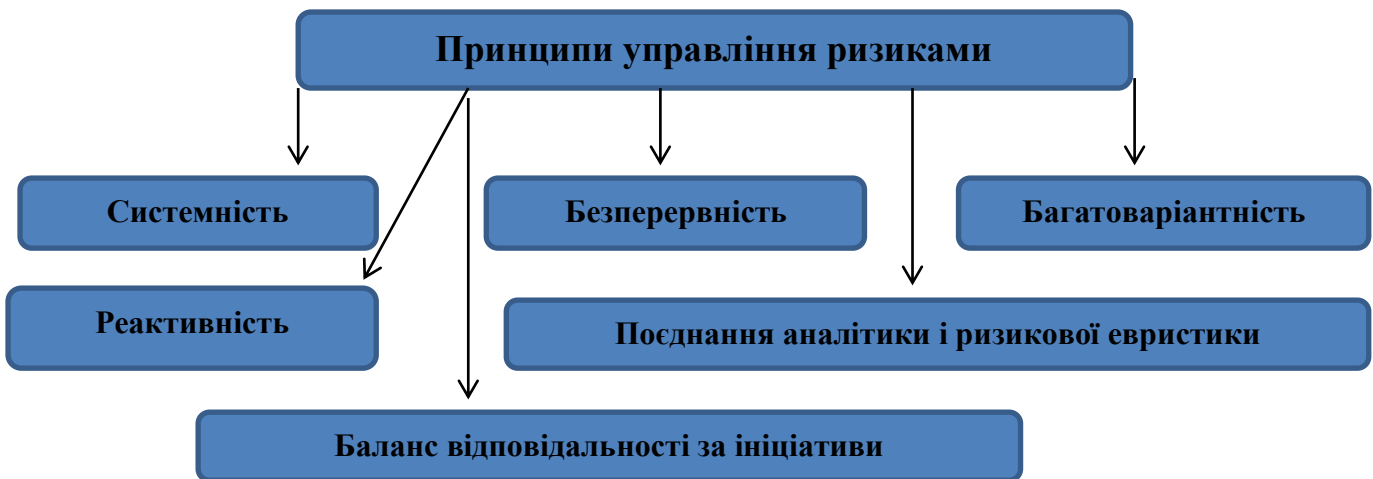 Принципи управління ризиками
Системність
Безперервність
Багатоваріантність
Реактивність
Поєднання аналітики і ризикової евристики
Баланс відповідальності за ініціативи